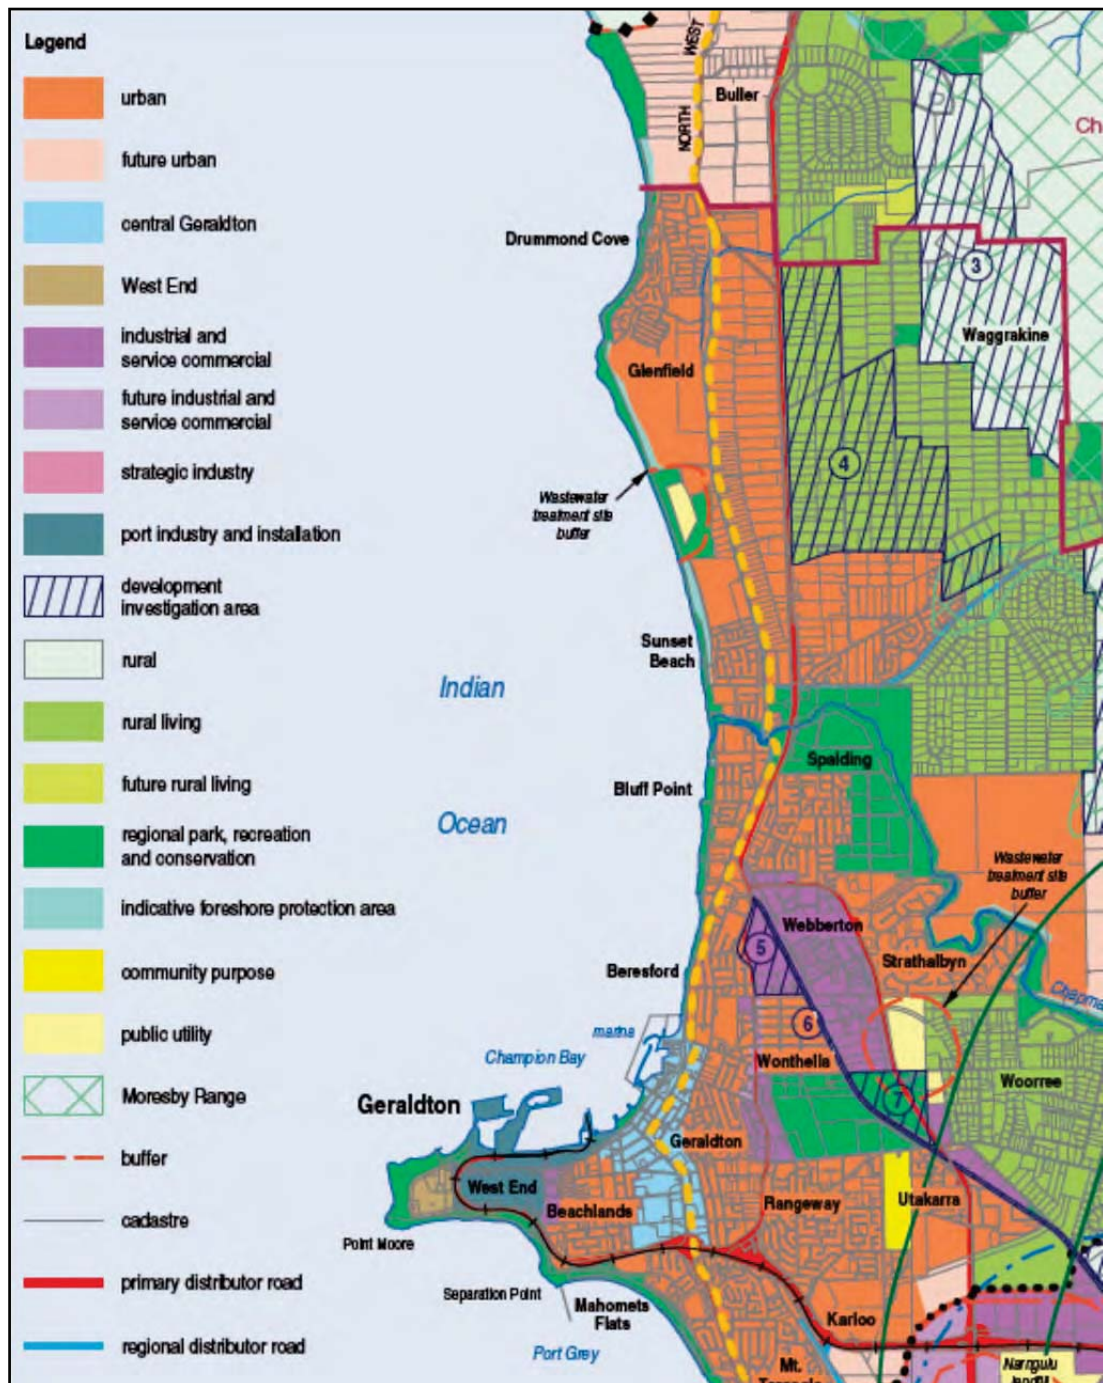 Legend
urban
future urban
central Geraldton
West End
industrial and
service commercial
future industrial and
service commercial
strategic industry
port industry and installation
development
investigation area
rural
rural living
future rural living
regional park, recreation
and conservation
indicative foreshore protection area
community purpose
public utility
Moresby Range
buffer
cadastre
primary distributor road
regional distributor road
NORTH WEST
Buller
Ch
Drummond Cove
3
Waggrakine
Glenfield
4
Wastewater
treatment site
buffer
Sunset
Beach
Indian
Ocean
Spalding
Bluff Point
Wastewater
treatment site
buffer
Webberton
5
Strathalbyn
Beresford
Chapma
6
marina
Champion Bay
Wonthella
Woorree
7
Geraldton
Geraldton
West End
Beachlands
Rangeway
Utakarra
Point Moore
Separation Point
Mahomets
Flats
Karloo
Port Grey
Mt.
Narngulu
landfill